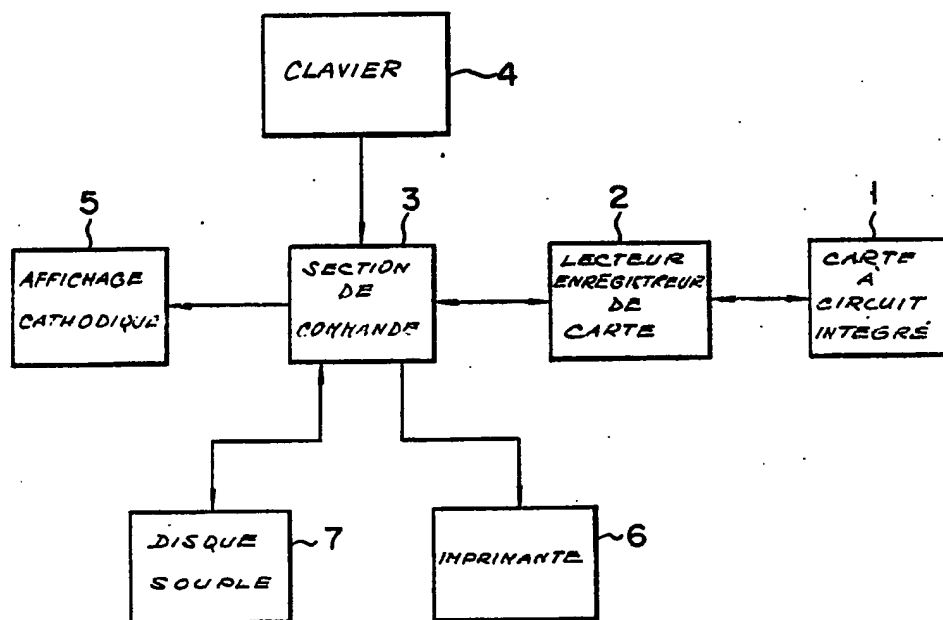 CLAVIER
4
5
3
2
1
AFFICHAGE
CATHODIQUE
SECTION
DE
COMMANDE
LECTEUR
ENREGISTREUR
DE
CARTE
CARTE
À
CIRCUIT
INTEGRÉ
DISQUE
SOUPLE
7
IMPRIMANTE
6